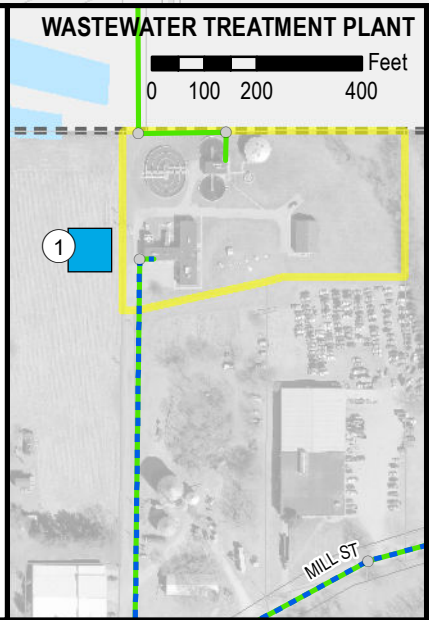 WASTEWATER TREATMENT PLANT
Feet
0 100 200 400
1
MILL ST